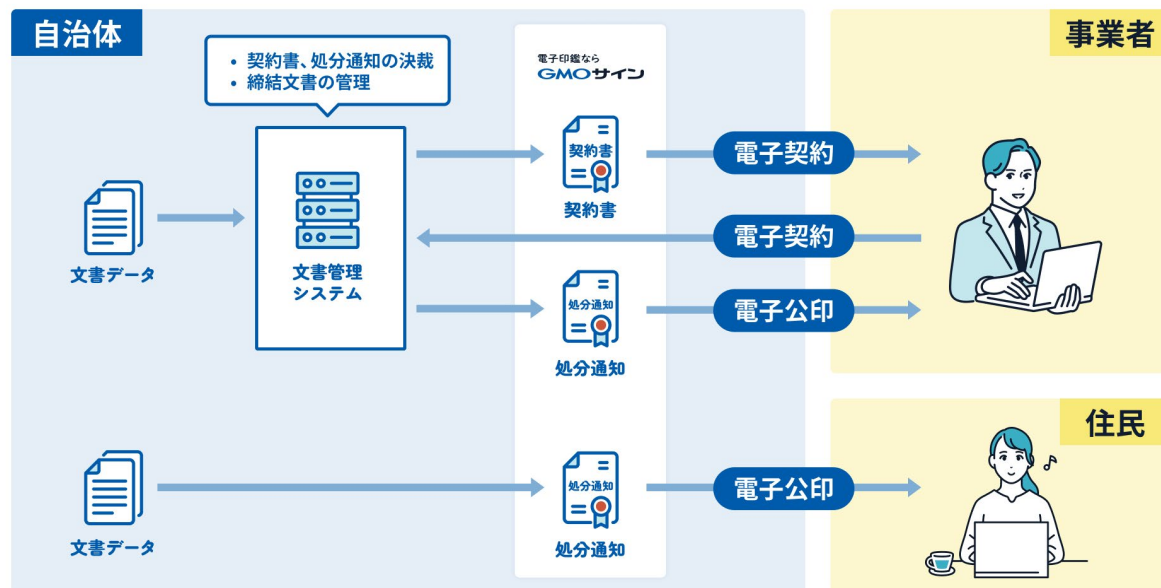 自治体
・契約書、処分通知の決裁
・締結文書の管理
電子印鑑なら
GMOサイン
事業者
契約書
契約書
電子契約
電子契約
文書データ
文書管理
システム
処分通知
処分通知
電子公印
住民
文書データ
処分通知
処分通知
電子公印